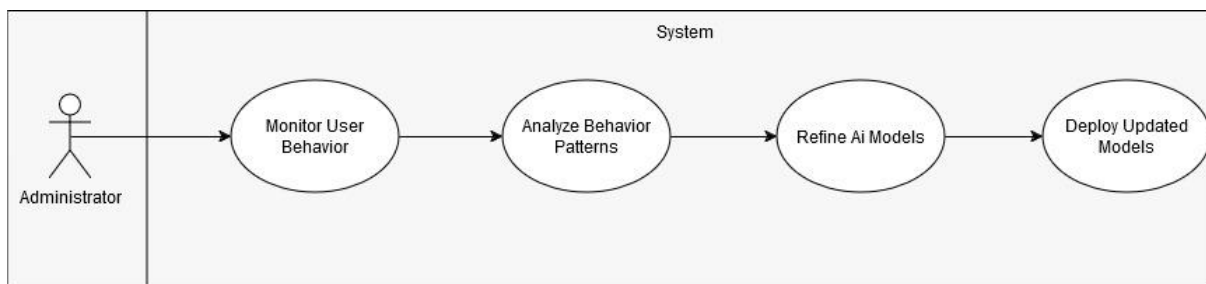 System
Monitor User
Behavior
Analyze Behavior
Patterns
Refine Ai Models
Deploy Updated
Models
Administrator